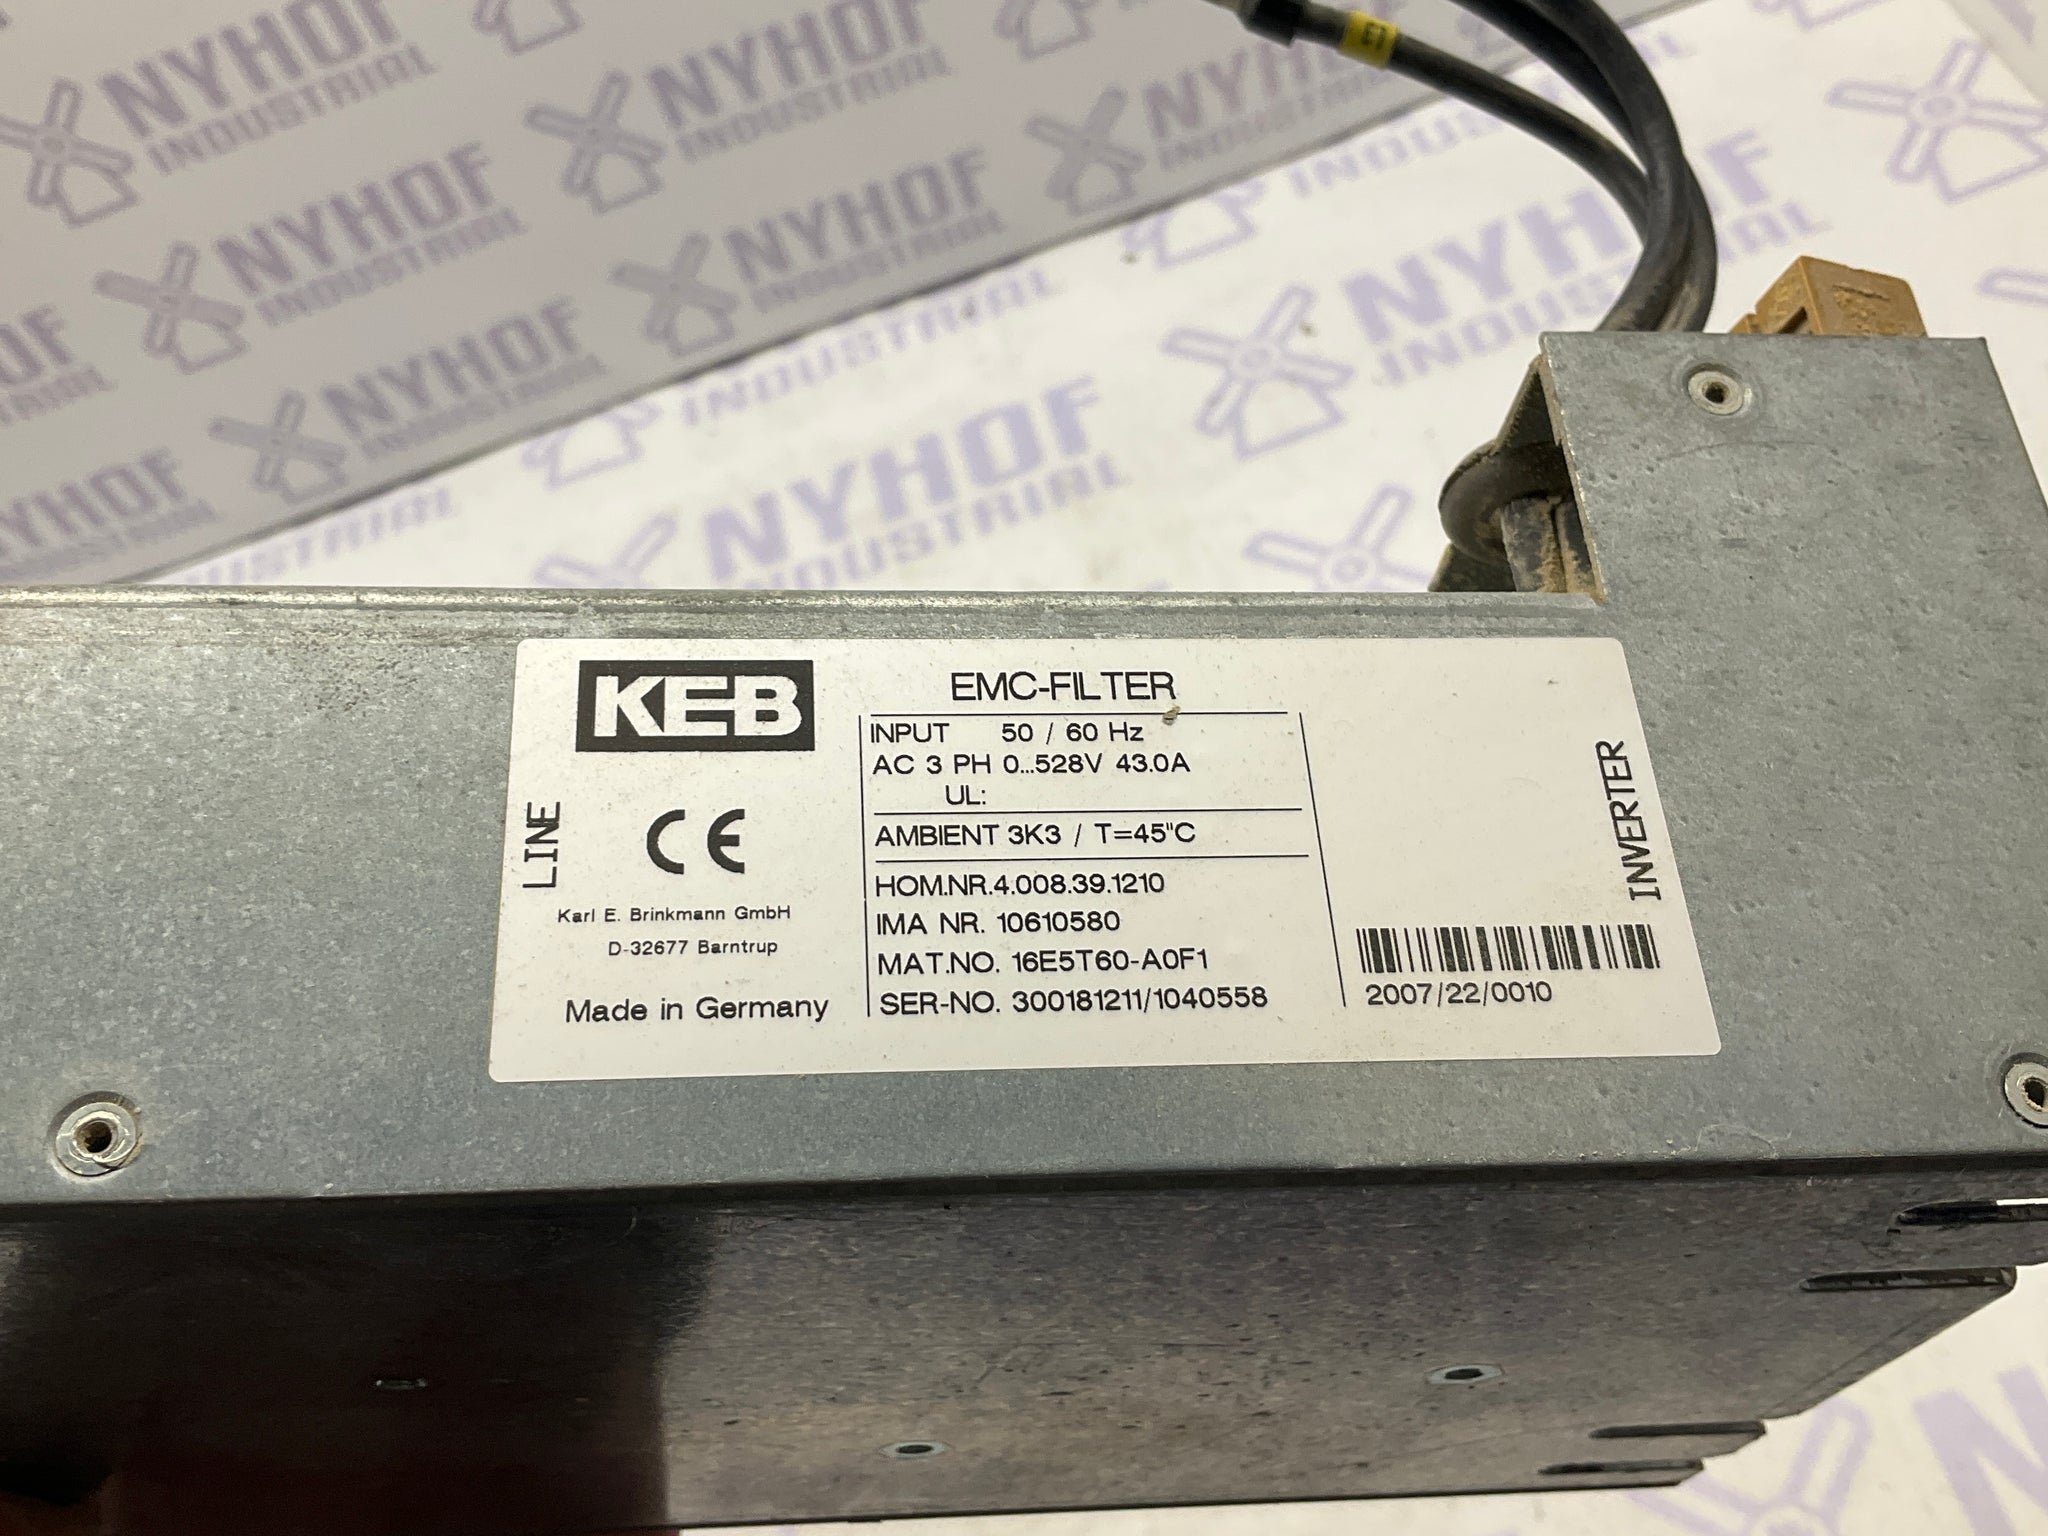 NYHOF
INDUSTRIAL
KEB
EMC-FILTER
INPUT 50 / 60 Hz
AC 3 PH 0...528V 43.0A
UL:
AMBIENT 3K3 / T=45"C
HOM.NR.4.008.39.1210
IMA NR. 10610580
MAT.NO. 16E5T60-A0F1
SER-NO. 300181211/1040558
LINE
CE
Karl E. Brinkmann GmbH
D-32677 Barntrup
Made in Germany
INVERTER
2007/22/0010